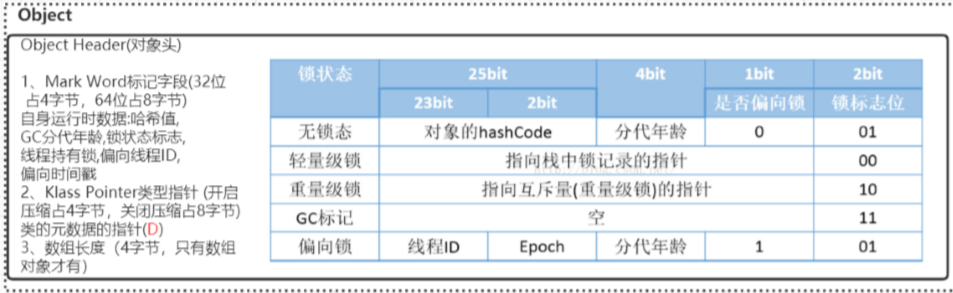 Object
Object Header(对象头)
1、Mark Word标记字段(32位
占4字节，64位占8字节)
自身运行时数据:哈希值,
GC分代年龄,锁状态标志,
线程持有锁,偏向线程ID,
偏向时间戳
2、Klass Pointer类型指针 (开启
压缩占4字节，关闭压缩占8字节)
类的元数据的指针(D)
3、数组长度（4字节，只有数组
对象才有）
锁状态 25bit 4bit 1bit 2bit
23bit 2bit 是否偏向锁 锁标志位
无锁态 对象的hashCode 分代年龄 0 01
轻量级锁 指向栈中锁记录的指针 00
重量级锁 指向互斥量(重量级锁)的指针 10
GC标记 空 11
偏向锁 线程ID Epoch 分代年龄 1 01